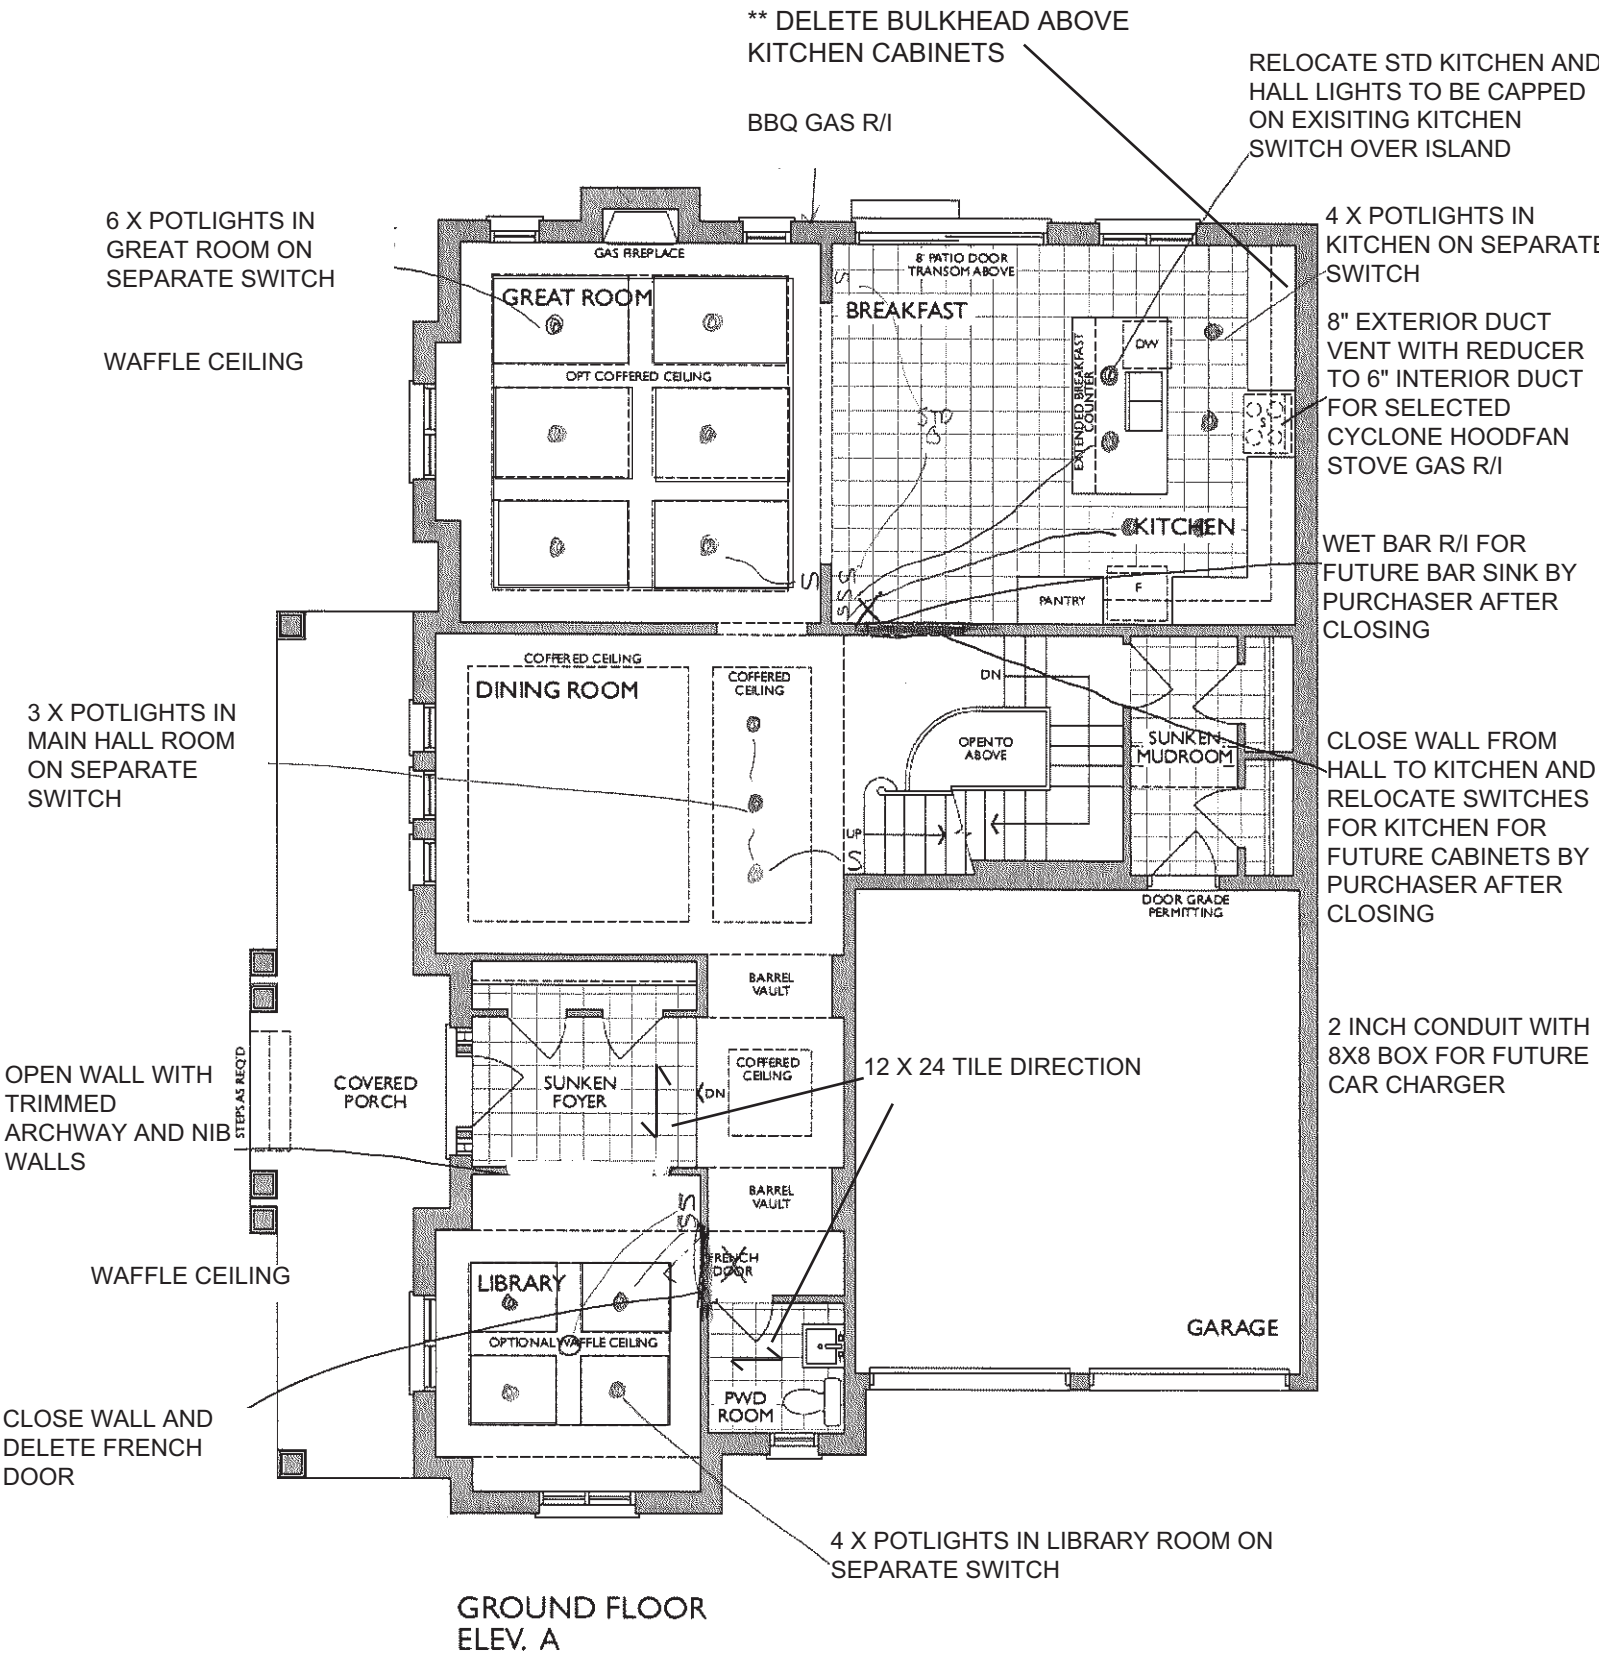 ** DELETE BULKHEAD ABOVE
KITCHEN CABINETS
RELOCATE STD KITCHEN AND
HALL LIGHTS TO BE CAPPED
ON EXISITING KITCHEN
SWITCH OVER ISLAND
BBQ GAS R/I
6 X POTLIGHTS IN
GREAT ROOM ON
SEPARATE SWITCH
WAFFLE CEILING
4 X POTLIGHTS IN
KITCHEN ON SEPARATE
SWITCH
8" EXTERIOR DUCT
VENT WITH REDUCER
TO 6" INTERIOR DUCT
FOR SELECTED
CYCLONE HOODFAN
STOVE GAS R/I
GAS FIREPLACE
GREAT ROOM
OPT COFFERED CEILING
S
8' PATIO DOOR
TRANSOM ABOVE
S
BREAKFAST
STD
EXTENDED BREAKFAST
COUNTER
DW
S
KITCHEN
S S S
PANTRY
F
WET BAR R/I FOR
FUTURE BAR SINK BY
PURCHASER AFTER
CLOSING
COFFERED CEILING
DINING ROOM
COFFERED
CEILING
3 X POTLIGHTS IN
MAIN HALL ROOM
ON SEPARATE
SWITCH
S
DN
OPEN TO
ABOVE
UP
SUNKEN
MUDROOM
CLOSE WALL FROM
HALL TO KITCHEN AND
RELOCATE SWITCHES
FOR KITCHEN FOR
FUTURE CABINETS BY
PURCHASER AFTER
CLOSING
DOOR GRADE
PERMITTING
BARREL
VAULT
2 INCH CONDUIT WITH
8X8 BOX FOR FUTURE
CAR CHARGER
OPEN WALL WITH
TRIMMED
ARCHWAY AND NIB
WALLS
STEPS AS REQ'D
COVERED
PORCH
SUNKEN
FOYER
DN
COFFERED
CEILING
12 X 24 TILE DIRECTION
BARREL
VAULT
S S
WAFFLE CEILING
FRENCH
DOOR
LIBRARY
OPTIONAL WAFFLE CEILING
GARAGE
PWD
ROOM
CLOSE WALL AND
DELETE FRENCH
DOOR
4 X POTLIGHTS IN LIBRARY ROOM ON
SEPARATE SWITCH
GROUND FLOOR
ELEV. A